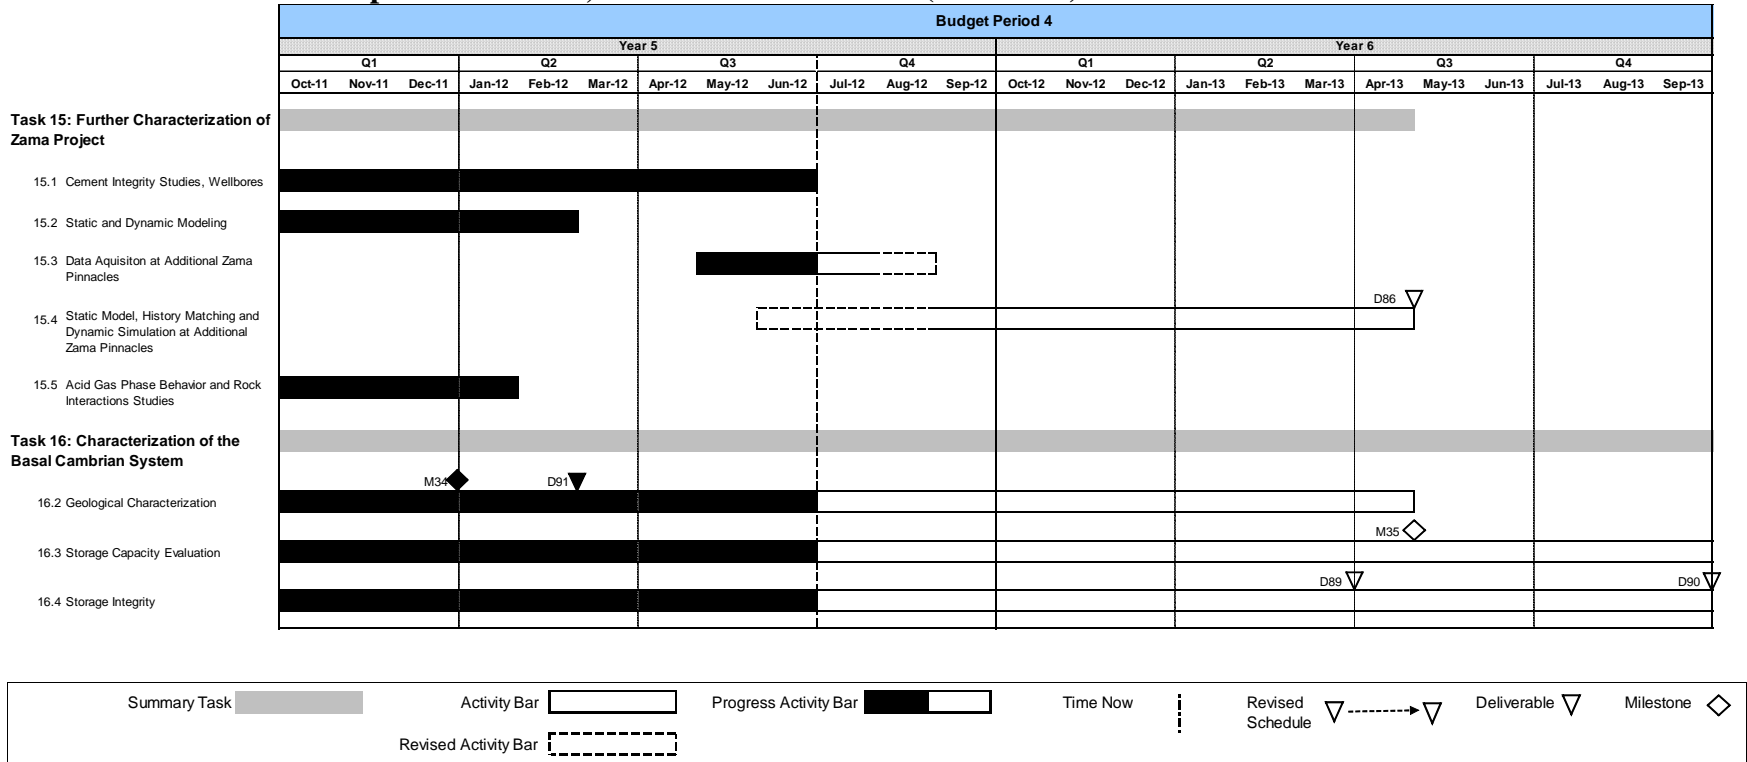 Budget Period 4
Year 5 Year 6
Q1 Q2 Q3 Q4 Q1 Q2 Q3 Q4
Oct-11 Nov-11 Dec-11 Jan-12 Feb-12 Mar-12 Apr-12 May-12 Jun-12 Jul-12 Aug-12 Sep-12 Oct-12 Nov-12 Dec-12 Jan-13 Feb-13 Mar-13 Apr-13 May-13 Jun-13 Jul-13 Aug-13 Sep-13
Task 15: Further Characterization of
Zama Project
15.1 Cement Integrity Studies, Wellbores
15.2 Static and Dynamic Modeling
15.3 Data Aquisiton at Additional Zama
Pinnacles
D86
15.4 Static Model, History Matching and
Dynamic Simulation at Additional
Zama Pinnacles
15.5 Acid Gas Phase Behavior and Rock
Interactions Studies
Task 16: Characterization of the
Basal Cambrian System
M34 D91
16.2 Geological Characterization
M35
16.3 Storage Capacity Evaluation
D89 D90
16.4 Storage Integrity
Summary Task Activity Bar Progress Activity Bar Time Now Revised Schedule Deliverable Milestone
Revised Activity Bar